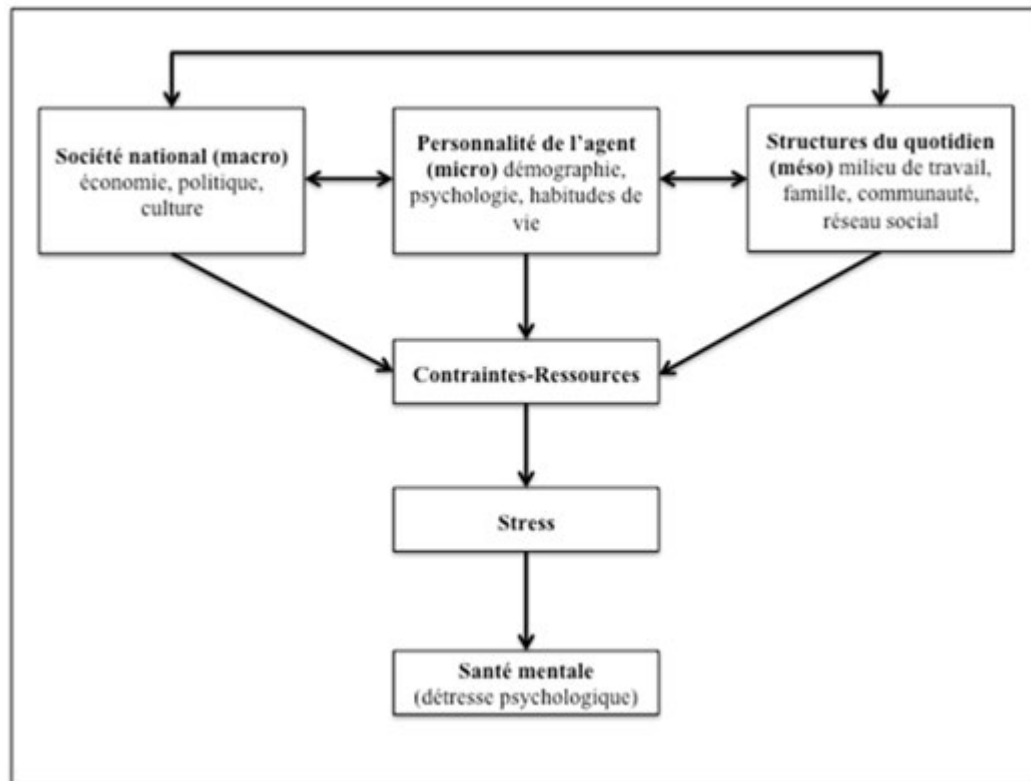 Société national (macro)
économie, politique,
culture
Personnalité de l'agent
(micro) démographie,
psychologie, habitudes de
vie
Structures du quotidien
(méso) milieu de travail,
famille, communauté,
réseau social
Contraintes-Ressources
Stress
Santé mentale
(détresse psychologique)